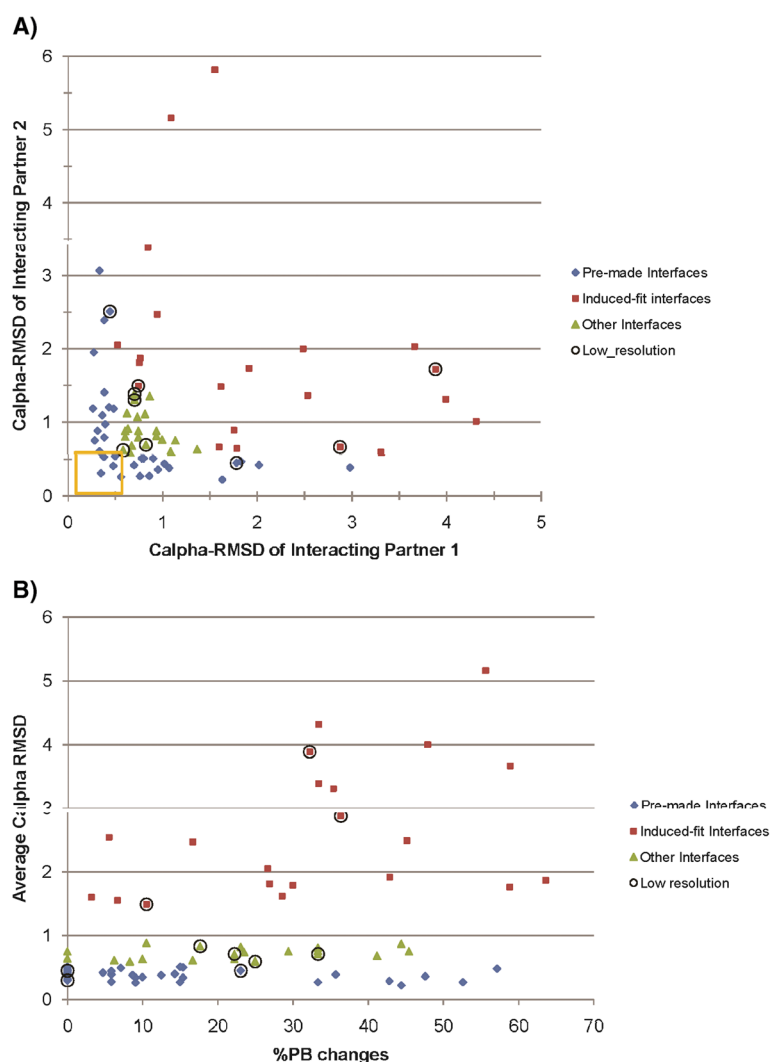 A)
6
5
4
3
2
1
0
Calpha-RMSD of Interacting Partner 2
0 1 2 3 4 5
Calpha-RMSD of Interacting Partner 1
Pre-made Interfaces
Induced-fit interfaces
Other Interfaces
Low_resolution
B)
6
5
4
3
2
1
0
Average Calpha RMSD
0 10 20 30 40 50 60 70
%PB changes
Pre-made Interfaces
Induced-fit Interfaces
Other Interfaces
Low resolution